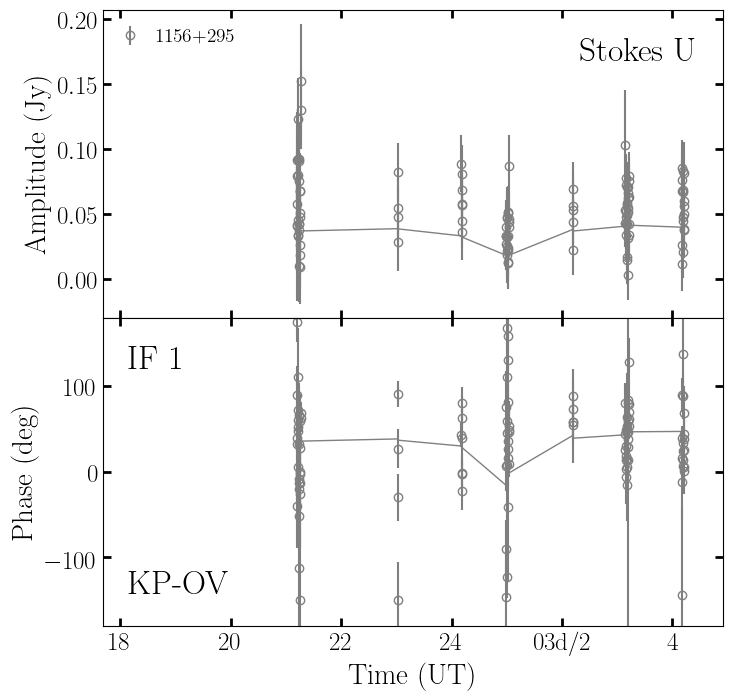 0.20
1156+295
Stokes U
0.15
0.10
0.05
0.00
Amplitude (Jy)
IF 1
100
0
−100
Phase (deg)
KP-OV
18 20 22 24 03d/2 4
Time (UT)